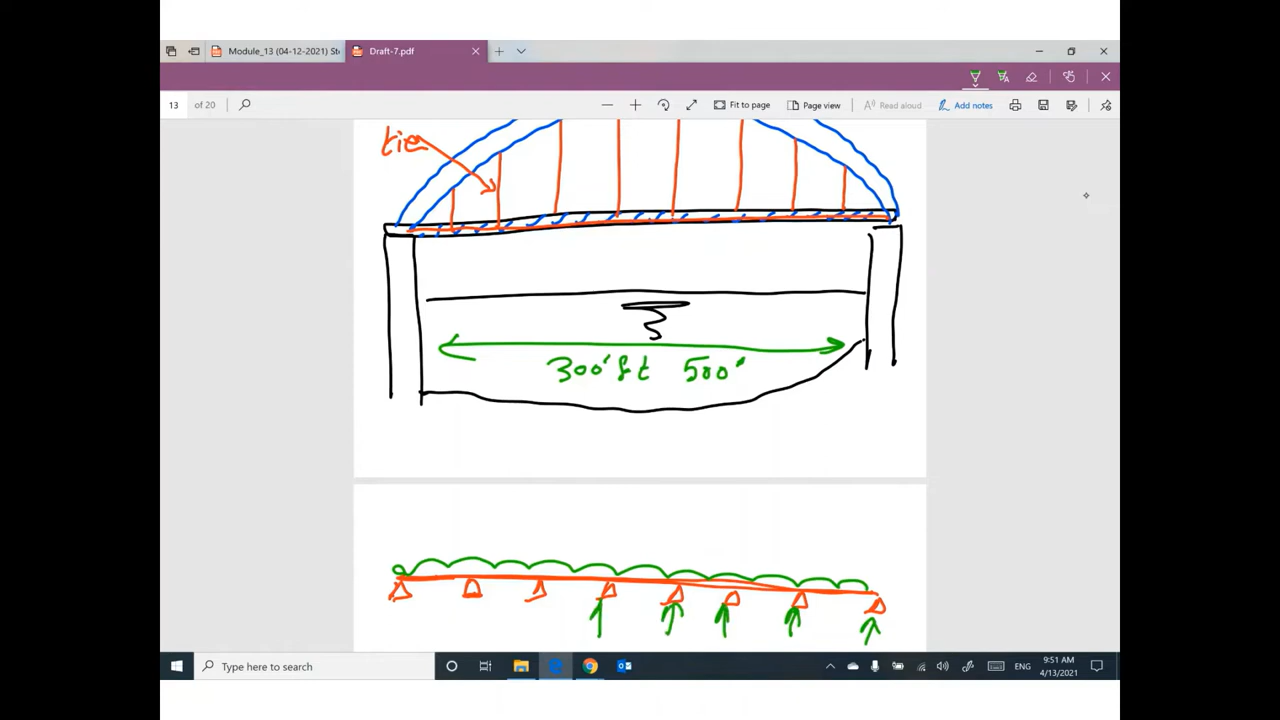 Module_13 (04-12-2021) St
Draft-7.pdf
13 of 20
Fit to page
Page view
Read aloud
Add notes
tie
300' ft 500'
Type here to search
ENG
9:51 AM
4/13/2021